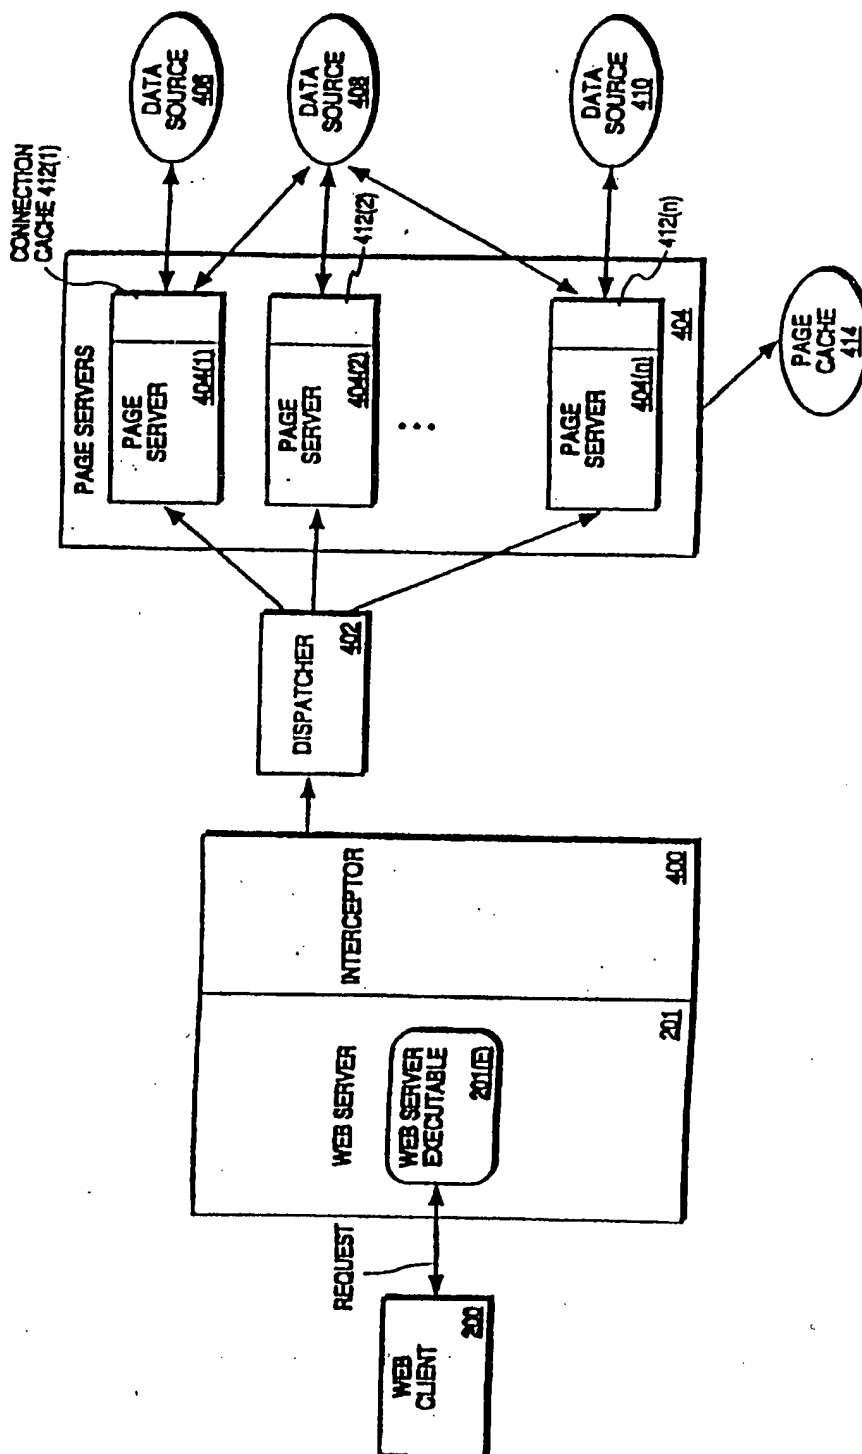 WEB
CLIENT
200
REQUEST
WEB SERVER
WEB SERVER
EXECUTABLE
201(E)
201
INTERCEPTOR
400
DISPATCHER
402
PAGE SERVERS
CONNECTION
CACHE 412(1)
PAGE
SERVER
404(1)
PAGE
SERVER
404(2)
412(2)
...
PAGE
SERVER
404(n)
412(n)
404
DATA
SOURCE
406
DATA
SOURCE
408
DATA
SOURCE
410
PAGE
CACHE
414